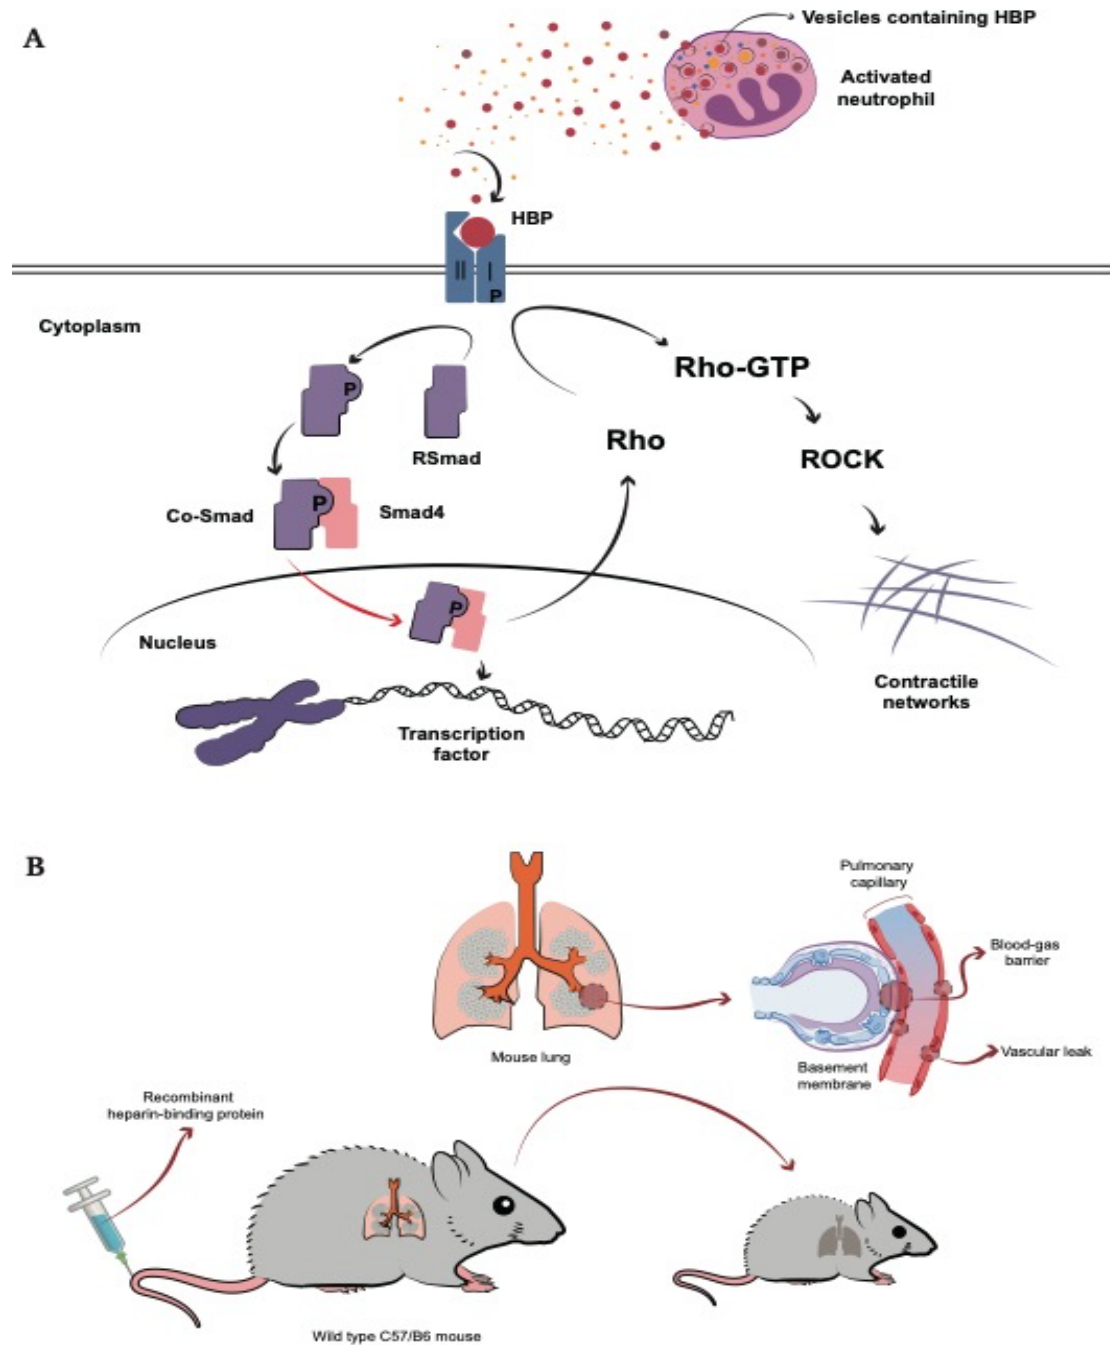 A
Vesicles containing HBP
Activated
neutrophil
HBP
II
I
P
Cytoplasm
P
RSmad
Rho-GTP
Rho
ROCK
Co-Smad
P
Smad4
P
Nucleus
Contractile
networks
Transcription
factor
B
Pulmonary
capillary
Blood-gas
barrier
Mouse lung
Basement
membrane
Vascular leak
Recombinant
heparin-binding protein
Wild type C57/B6 mouse